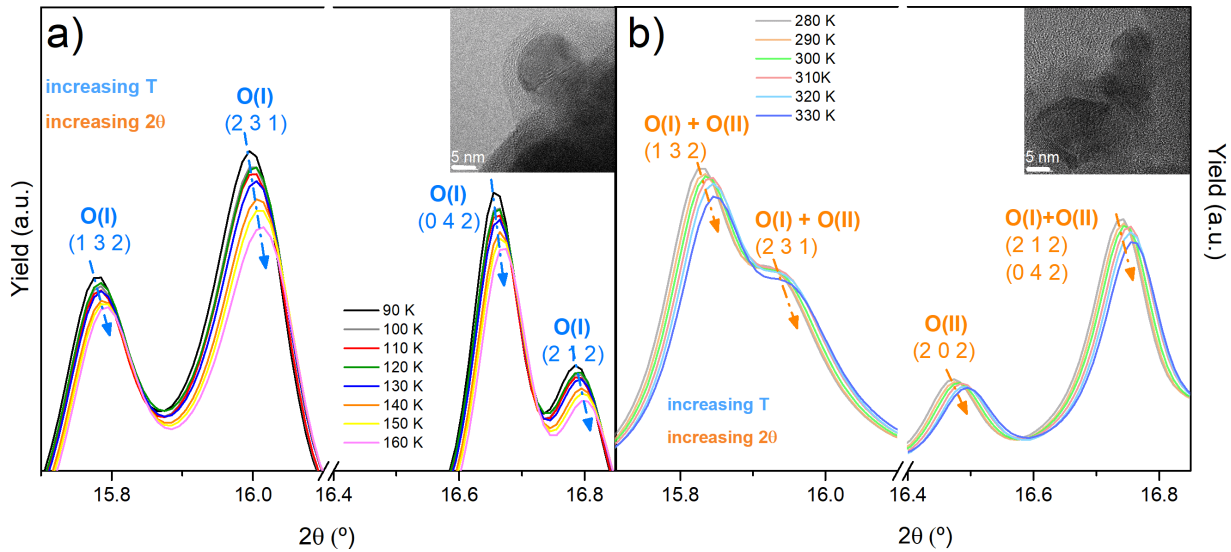 a)
increasing T
increasing 2θ
O(I)
(1 3 2)
O(I)
(2 3 1)
O(I)
(0 4 2)
O(I)
(2 1 2)
5 nm
90 K
100 K
110 K
120 K
130 K
140 K
150 K
160 K
Yield (a.u.)
15.8
16.0
16.4
16.6
16.8
2θ (º)
b)
280 K
290 K
300 K
310K
320 K
330 K
5 nm
O(I) + O(II)
(1 3 2)
O(I) + O(II)
(2 3 1)
O(II)
(2 0 2)
O(I)+O(II)
(2 1 2)
(0 4 2)
increasing T
increasing 2θ
15.8
16.0
16.4
16.6
16.8
2θ (º)
Yield (a.u.)